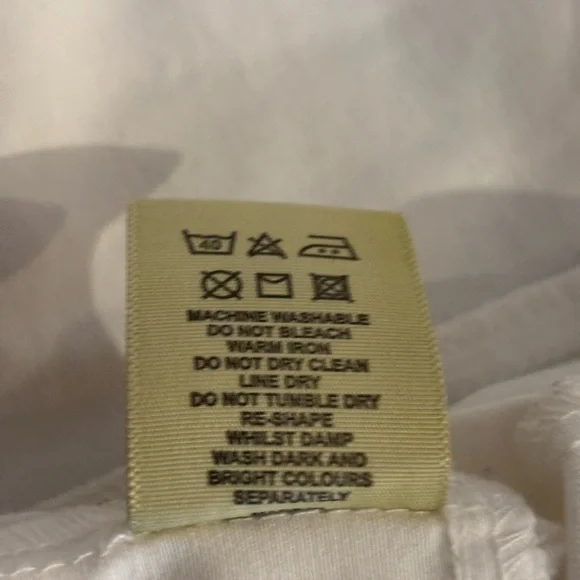 40
MACHINE WASHABLE
DO NOT BLEACH
WARM IRON
DO NOT DRY CLEAN
LINE DRY
DO NOT TUMBLE DRY
RE-SHAPE
WHILST DAMP
WASH DARK AND
BRIGHT COLOURS
SEPARATELY